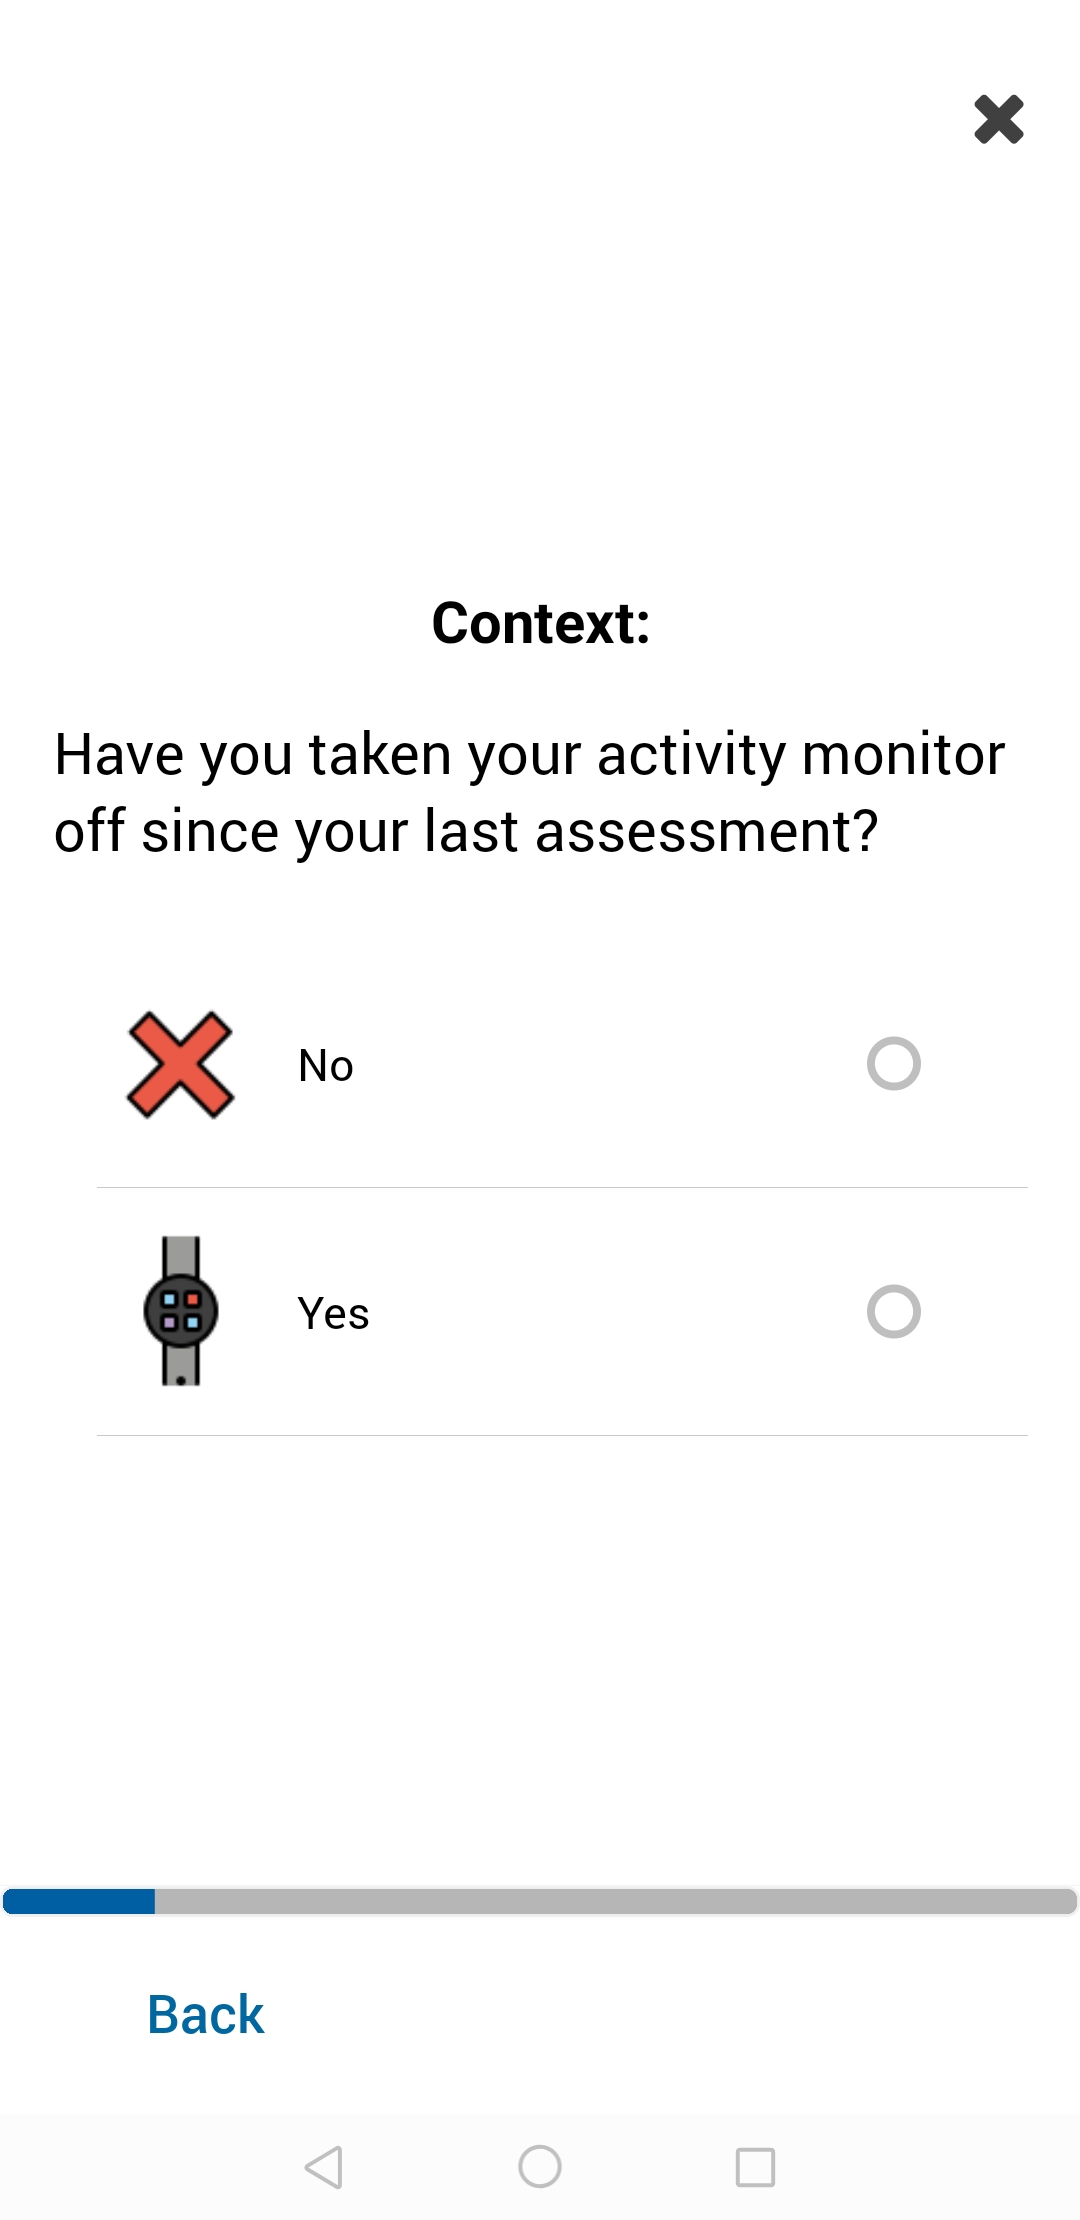 Context:
Have you taken your activity monitor
off since your last assessment?
No
Yes
Back